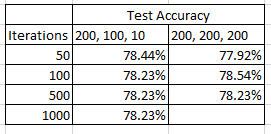 Test Accuracy
Iterations 200, 100, 10 200, 200, 200
50 78.44% 77.92%
100 78.23% 78.54%
500 78.23% 78.23%
1000 78.23%